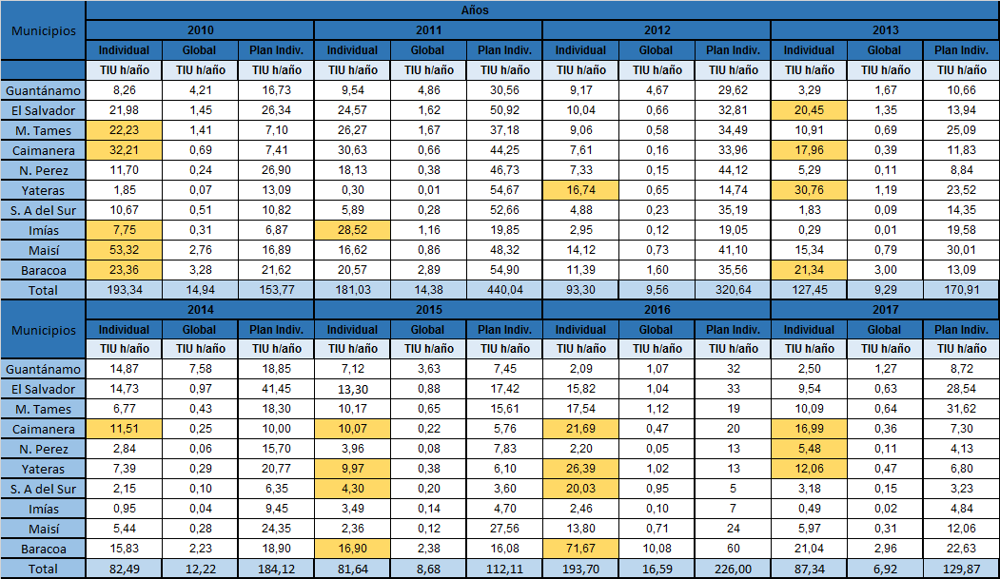 Municipios Años
2010 2011 2012 2013
Individual Global Plan Indiv. Individual Global Plan Indiv. Individual Global Plan Indiv. Individual Global Plan Indiv.
TIU h/año TIU h/año TIU h/año TIU h/año TIU h/año TIU h/año TIU h/año TIU h/año TIU h/año TIU h/año TIU h/año TIU h/año
Guantánamo 8,26 4,21 16,73 9,54 4,86 30,56 9,17 4,67 29,62 3,29 1,67 10,66
El Salvador 21,98 1,45 26,34 24,57 1,62 50,92 10,04 0,66 32,81 20,45 1,35 13,94
M. Tames 22,23 1,41 7,10 26,27 1,67 37,18 9,06 0,58 34,49 10,91 0,69 25,09
Caimanera 32,21 0,69 7,41 30,63 0,66 44,25 7,61 0,16 33,96 17,96 0,39 11,83
N. Perez 11,70 0,24 26,90 18,13 0,38 46,73 7,33 0,15 44,12 5,29 0,11 8,84
Yateras 1,85 0,07 13,09 0,30 0,01 54,67 16,74 0,65 14,74 30,76 1,19 23,52
S. A del Sur 10,67 0,51 10,82 5,89 0,28 52,66 4,88 0,23 35,19 1,83 0,09 14,35
Imías 7,75 0,31 6,87 28,52 1,16 19,85 2,95 0,12 19,05 0,29 0,01 19,58
Maisí 53,32 2,76 16,89 16,62 0,86 48,32 14,12 0,73 41,10 15,34 0,79 30,01
Baracoa 23,36 3,28 21,62 20,57 2,89 54,90 11,39 1,60 35,56 21,34 3,00 13,09
Total 193,34 14,94 153,77 181,03 14,38 440,04 93,30 9,56 320,64 127,45 9,29 170,91
Municipios 2014 2015 2016 2017
Individual Global Plan Indiv. Individual Global Plan Indiv. Individual Global Plan Indiv. Individual Global Plan Indiv.
TIU h/año TIU h/año TIU h/año TIU h/año TIU h/año TIU h/año TIU h/año TIU h/año TIU h/año TIU h/año TIU h/año TIU h/año
Guantánamo 14,87 7,58 18,85 7,12 3,63 7,45 2,09 1,07 32 2,50 1,27 8,72
El Salvador 14,73 0,97 41,45 13,30 0,88 17,42 15,82 1,04 33 9,54 0,63 28,54
M. Tames 6,77 0,43 18,30 10,17 0,65 15,61 17,54 1,12 19 10,09 0,64 31,62
Caimanera 11,51 0,25 10,00 10,07 0,22 5,76 21,69 0,47 20 16,99 0,36 7,30
N. Perez 2,84 0,06 15,70 3,96 0,08 7,83 2,20 0,05 13 5,48 0,11 4,13
Yateras 7,39 0,29 20,77 9,97 0,38 6,10 26,39 1,02 13 12,06 0,47 6,80
S. A del Sur 2,15 0,10 6,35 4,30 0,20 3,60 20,03 0,95 5 3,18 0,15 3,23
Imías 0,95 0,04 9,45 3,49 0,14 4,70 2,46 0,10 7 0,49 0,02 4,84
Maisí 5,44 0,28 24,35 2,36 0,12 27,56 13,80 0,71 24 5,97 0,31 12,06
Baracoa 15,83 2,23 18,90 16,90 2,38 16,08 71,67 10,08 60 21,04 2,96 22,63
Total 82,49 12,22 184,12 81,64 8,68 112,11 193,70 16,59 226,00 87,34 6,92 129,87